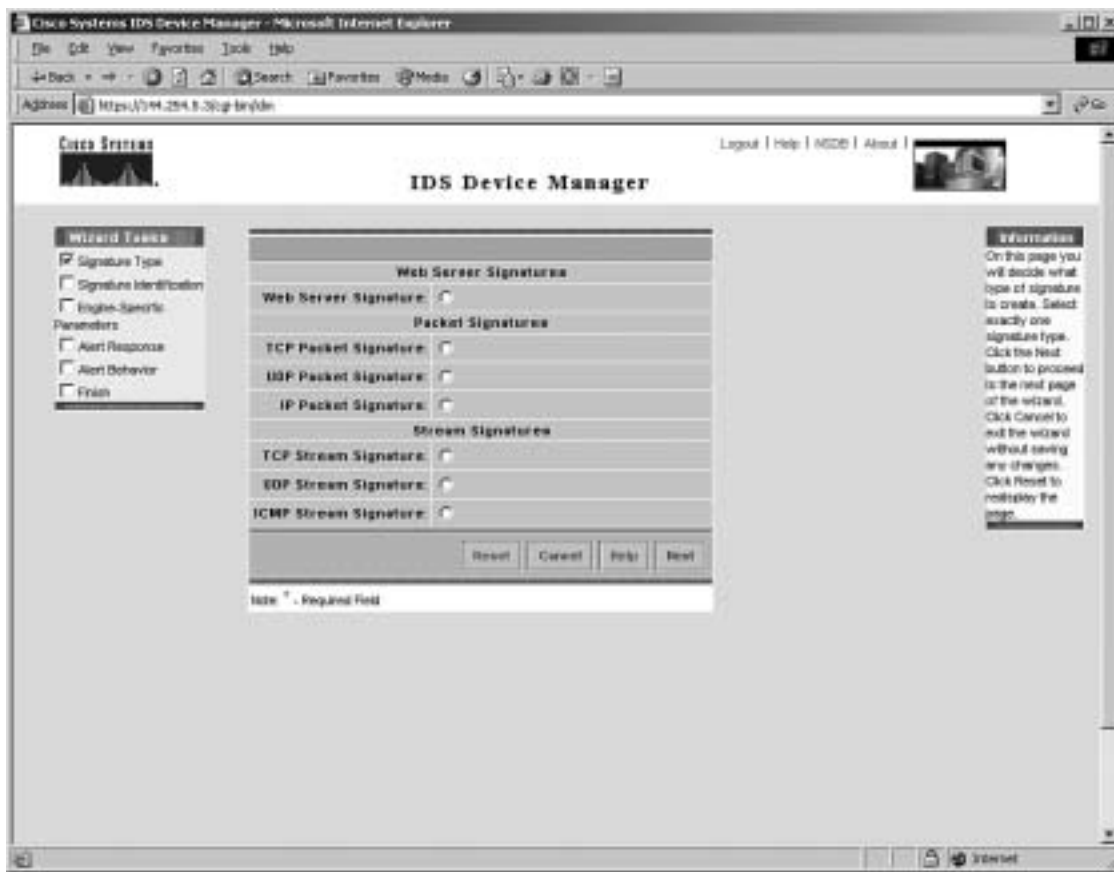 Cisco Systems IDS Device Manager - Microsoft Internet Explorer
File Edit View Favorites Tools Help
Back Search Favorites Media
Address Go
CISCO SYSTEMS
Logout | Help | NSDB | About |
IDS Device Manager
Wizard Tasks
Signature Type
Signature Identification
Engine-Specific
Parameters
Alert Response
Alert Behavior
Finish
Web Server Signatures
Web Server Signature:
Packet Signatures
TCP Packet Signature:
UDP Packet Signature:
IP Packet Signature:
Stream Signatures
TCP Stream Signature:
UDP Stream Signature:
ICMP Stream Signature:
Reset Cancel Help Next
Note: * - Required Field
Information
On this page you
will decide what
type of signature
to create. Select
exactly one
signature type.
Click the Next
button to proceed
to the next page
of the wizard.
Click Cancel to
exit the wizard
without saving
any changes.
Click Reset to
redisplay the
page.
Internet